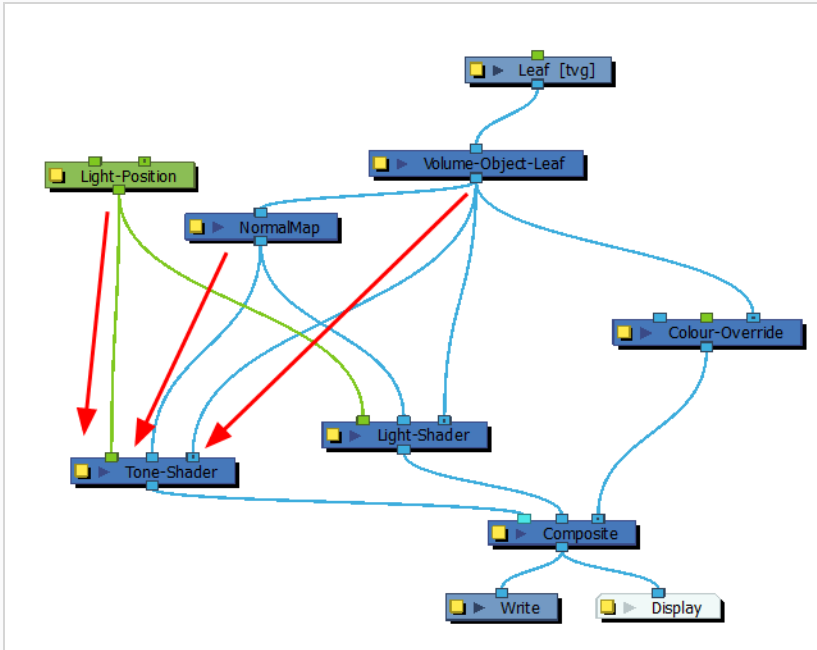 Leaf [tvg]
Volume-Object-Leaf
Light-Position
NormalMap
Colour-Override
Light-Shader
Tone-Shader
Composite
Write
Display